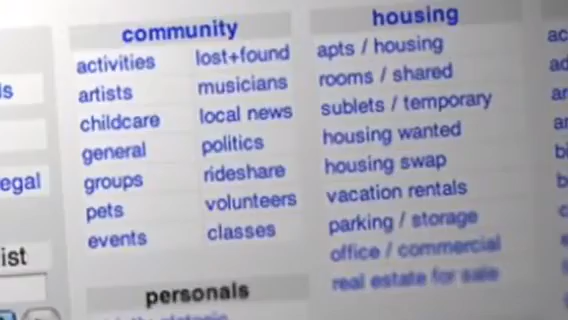 community
activities
artists
childcare
general
groups
pets
events
lost+found
musicians
local news
politics
rideshare
volunteers
classes
personals
housing
apts / housing
rooms / shared
sublets / temporary
housing wanted
housing swap
vacation rentals
parking / storage
office / commercial
real estate for sale
egal
ist